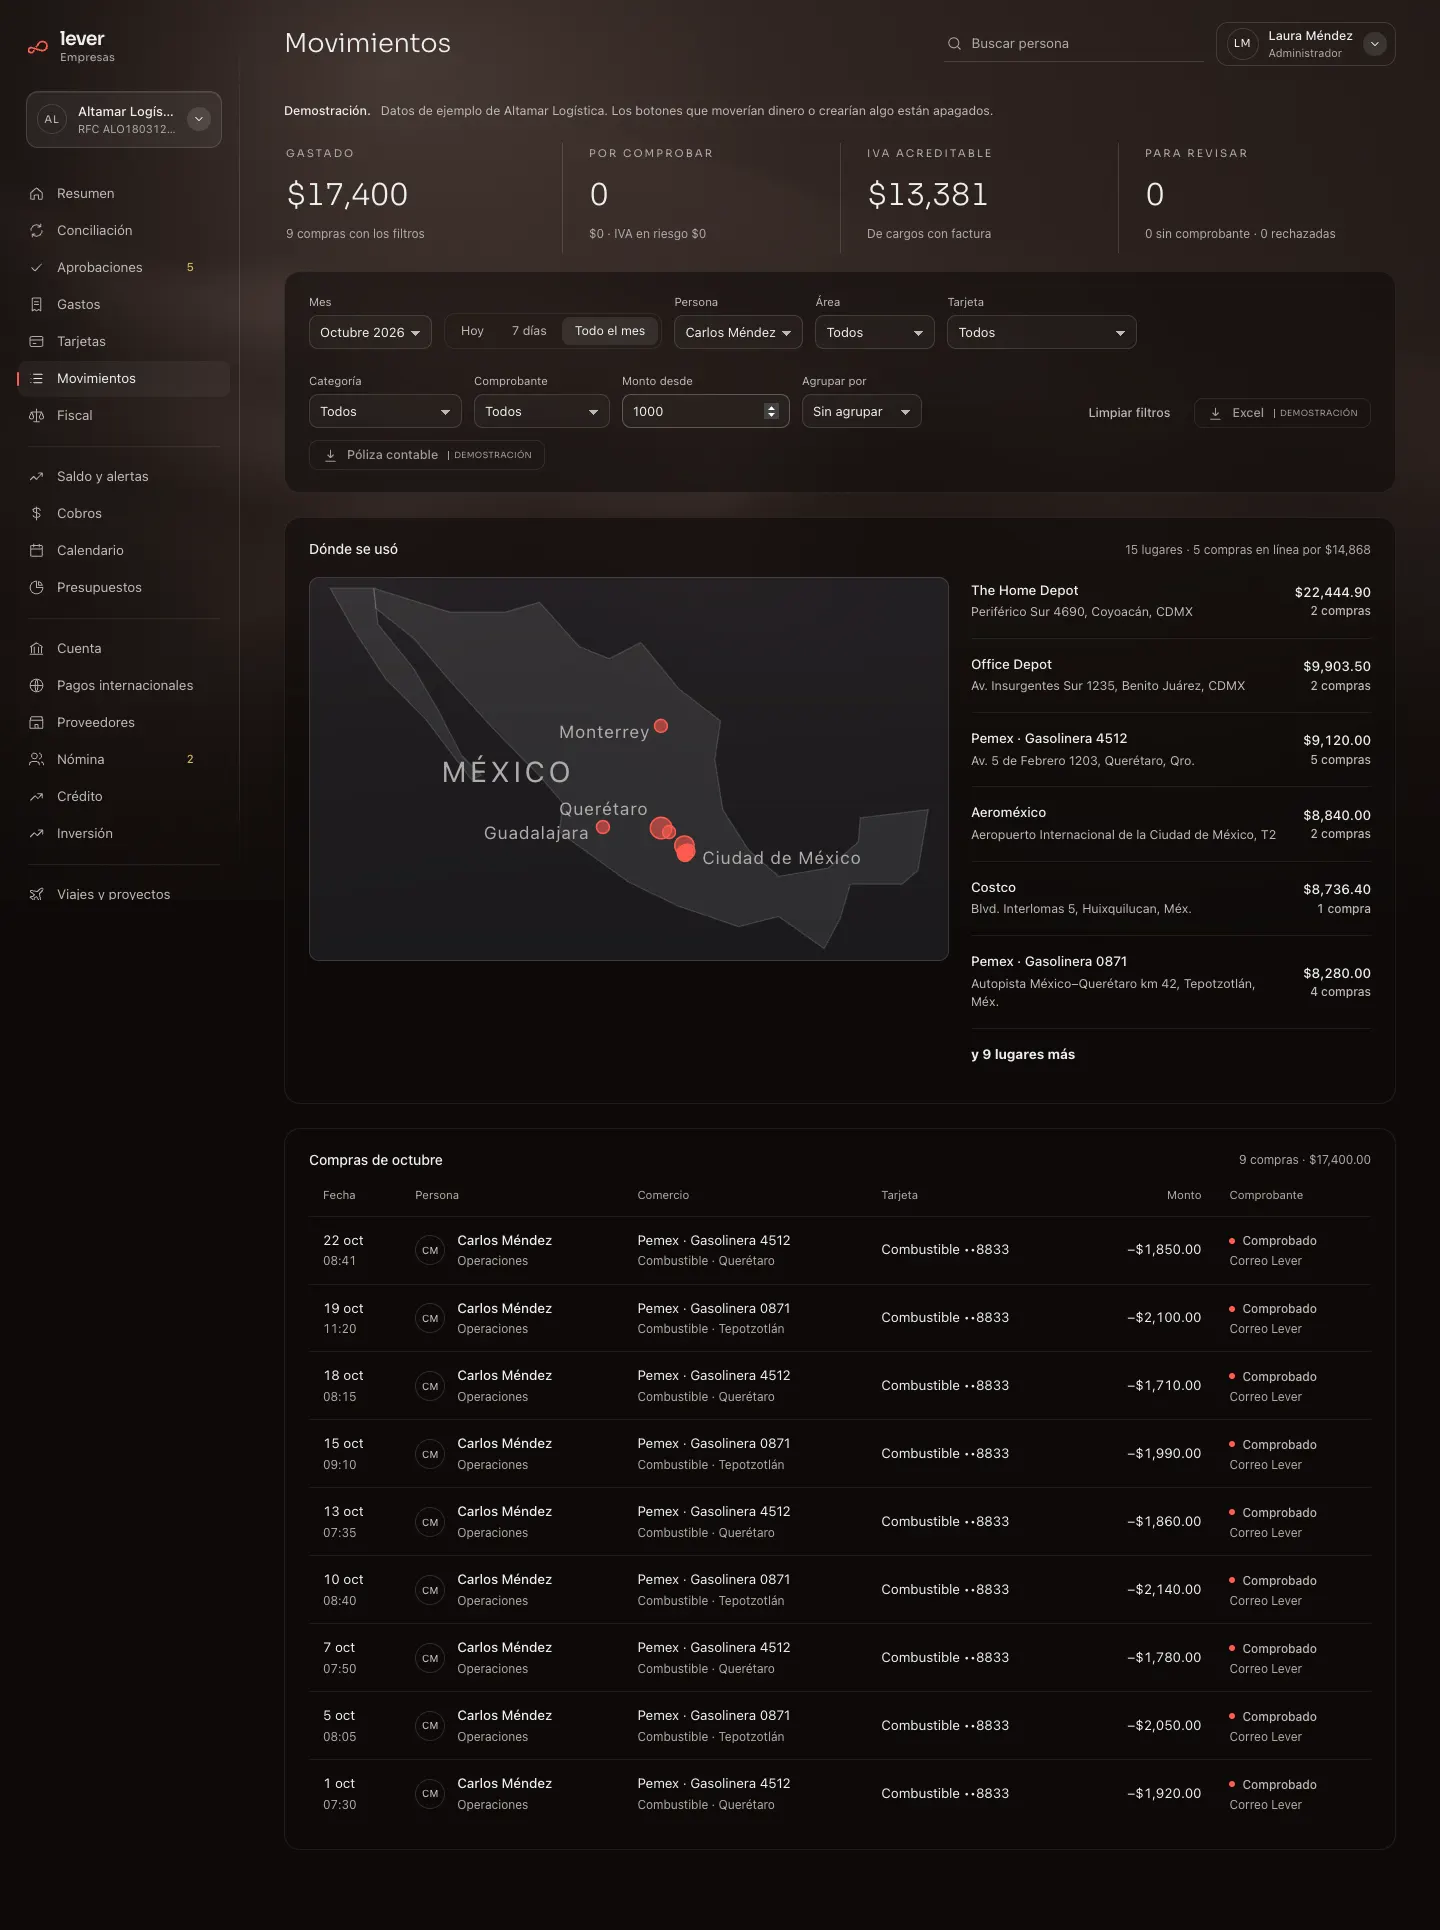 lever
Empresas
AL
Altamar Logís...
RFC ALO180312...
Resumen
Conciliación
Aprobaciones 5
Gastos
Tarjetas
Movimientos
Fiscal
Saldo y alertas
Cobros
Calendario
Presupuestos
Cuenta
Pagos internacionales
Proveedores
Nómina 2
Crédito
Inversión
Viajes y proyectos
Movimientos
Buscar persona
LM
Laura Méndez
Administrador
Demostración. Datos de ejemplo de Altamar Logística. Los botones que moverían dinero o crearían algo están apagados.
GASTADO
$17,400
9 compras con los filtros
POR COMPROBAR
0
$0 · IVA en riesgo $0
IVA ACREDITABLE
$13,381
De cargos con factura
PARA REVISAR
0
0 sin comprobante · 0 rechazadas
Mes
Octubre 2026
Hoy 7 días Todo el mes
Persona
Carlos Méndez
Área
Todos
Tarjeta
Todos
Categoría
Todos
Comprobante
Todos
Monto desde
1000
Agrupar por
Sin agrupar
Limpiar filtros
Excel | DEMOSTRACIÓN
Póliza contable | DEMOSTRACIÓN
Dónde se usó
15 lugares · 5 compras en línea por $14,868
Monterrey
MÉXICO
Querétaro
Guadalajara
Ciudad de México
The Home Depot $22,444.90
Periférico Sur 4690, Coyoacán, CDMX 2 compras
Office Depot $9,903.50
Av. Insurgentes Sur 1235, Benito Juárez, CDMX 2 compras
Pemex · Gasolinera 4512 $9,120.00
Av. 5 de Febrero 1203, Querétaro, Qro. 5 compras
Aeroméxico $8,840.00
Aeropuerto Internacional de la Ciudad de México, T2 2 compras
Costco $8,736.40
Blvd. Interlomas 5, Huixquilucan, Méx. 1 compra
Pemex · Gasolinera 0871 $8,280.00
Autopista México–Querétaro km 42, Tepotzotlán, 4 compras
Méx.
y 9 lugares más
Compras de octubre 9 compras · $17,400.00
Fecha Persona Comercio Tarjeta Monto Comprobante
22 oct Carlos Méndez Pemex · Gasolinera 4512 Comprobado
CM Combustible ••8833 –$1,850.00
08:41 Operaciones Combustible · Querétaro Correo Lever
19 oct Carlos Méndez Pemex · Gasolinera 0871 Comprobado
CM Combustible ••8833 –$2,100.00
11:20 Operaciones Combustible · Tepotzotlán Correo Lever
18 oct Carlos Méndez Pemex · Gasolinera 4512 Comprobado
CM Combustible ••8833 –$1,710.00
08:15 Operaciones Combustible · Querétaro Correo Lever
15 oct Carlos Méndez Pemex · Gasolinera 0871 Comprobado
CM Combustible ••8833 –$1,990.00
09:10 Operaciones Combustible · Tepotzotlán Correo Lever
13 oct Carlos Méndez Pemex · Gasolinera 4512 Comprobado
CM Combustible ••8833 –$1,860.00
07:35 Operaciones Combustible · Querétaro Correo Lever
10 oct Carlos Méndez Pemex · Gasolinera 0871 Comprobado
CM Combustible ••8833 –$2,140.00
08:40 Operaciones Combustible · Tepotzotlán Correo Lever
7 oct Carlos Méndez Pemex · Gasolinera 4512 Comprobado
CM Combustible ••8833 –$1,780.00
07:50 Operaciones Combustible · Querétaro Correo Lever
5 oct Carlos Méndez Pemex · Gasolinera 0871 Comprobado
CM Combustible ••8833 –$2,050.00
08:05 Operaciones Combustible · Tepotzotlán Correo Lever
1 oct Carlos Méndez Pemex · Gasolinera 4512 Comprobado
CM Combustible ••8833 –$1,920.00
07:30 Operaciones Combustible · Querétaro Correo Lever